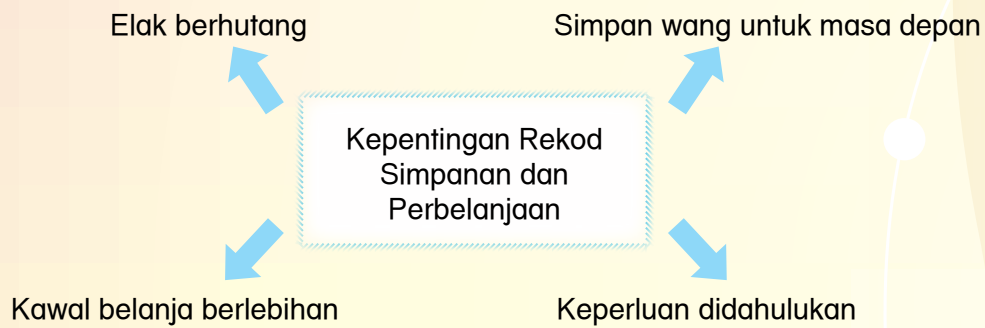 Elak berhutang
Simpan wang untuk masa depan
Kepentingan Rekod
Simpanan dan
Perbelanjaan
Kawal belanja berlebihan
Keperluan didahulukan